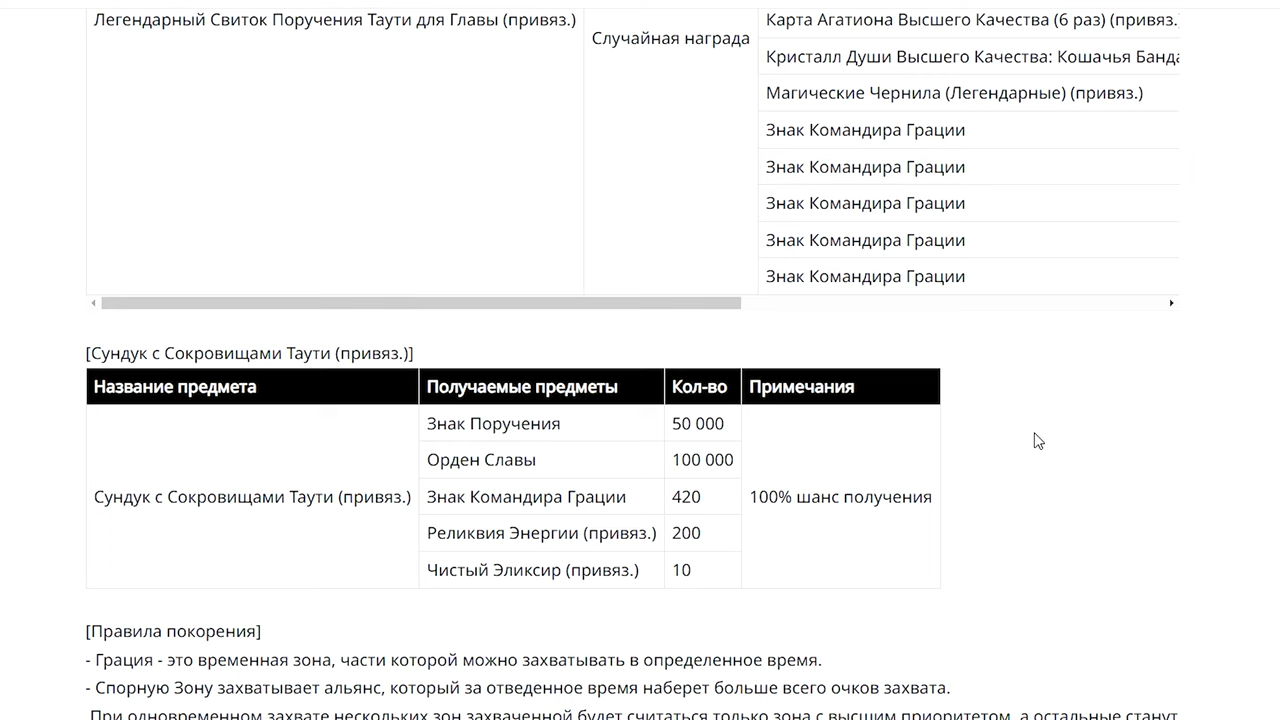 Легендарный Свиток Поручения Таути для Главы (привяз.)
Случайная награда
Карта Агатиона Высшего Качества (6 раз) (привяз.
Кристалл Души Высшего Качества: Кошачья Банда
Магические Чернила (Легендарные) (привяз.)
Знак Командира Грации
Знак Командира Грации
Знак Командира Грации
Знак Командира Грации
Знак Командира Грации
[Сундук с Сокровищами Таути (привяз.)]
Название предмета Получаемые предметы Кол-во Примечания
Знак Поручения 50 000
Орден Славы 100 000
Сундук с Сокровищами Таути (привяз.) Знак Командира Грации 420 100% шанс получения
Реликвия Энергии (привяз.) 200
Чистый Эликсир (привяз.) 10
[Правила покорения]
- Грация - это временная зона, части которой можно захватывать в определенное время.
- Спорную Зону захватывает альянс, который за отведенное время наберет больше всего очков захвата.
При одновременном захвате нескольких зон захваченной будет считаться только зона с высшим приоритетом, а остальные станут